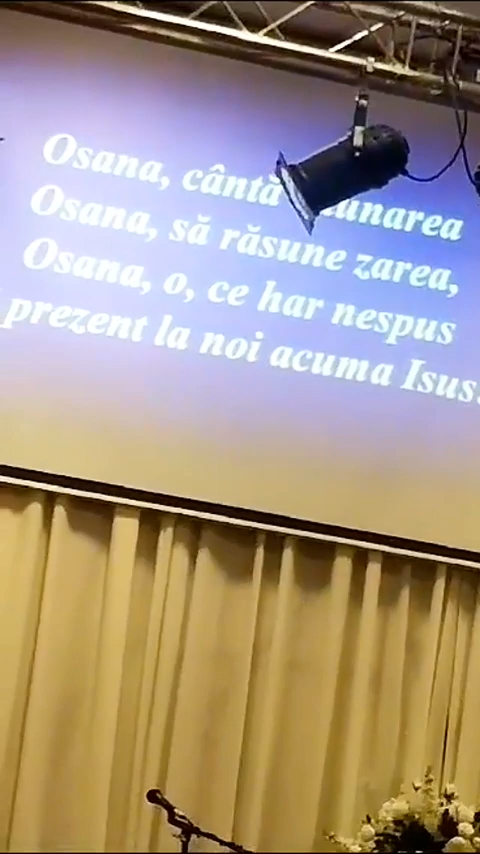 Osana, cântă
Osana, să răsune zarea,
Osana, o, ce har nespus
prezent la noi acuma Isus